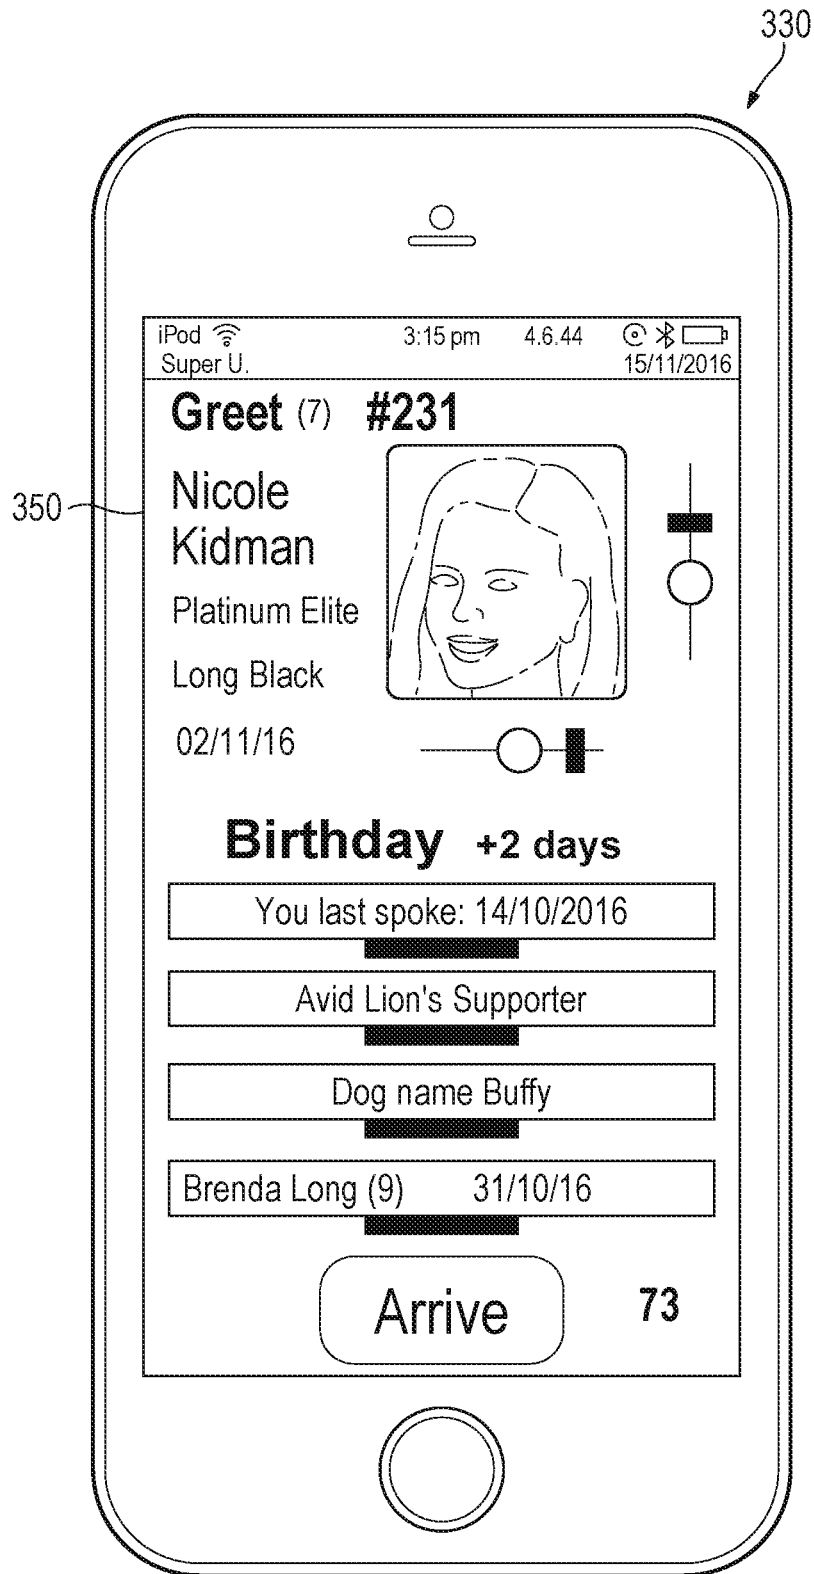 330
iPod 3:15 pm 4.6.44
Super U. 15/11/2016
Greet (7) #231
350
Nicole
Kidman
Platinum Elite
Long Black
02/11/16
Birthday +2 days
You last spoke: 14/10/2016
Avid Lion's Supporter
Dog name Buffy
Brenda Long (9) 31/10/16
Arrive 73